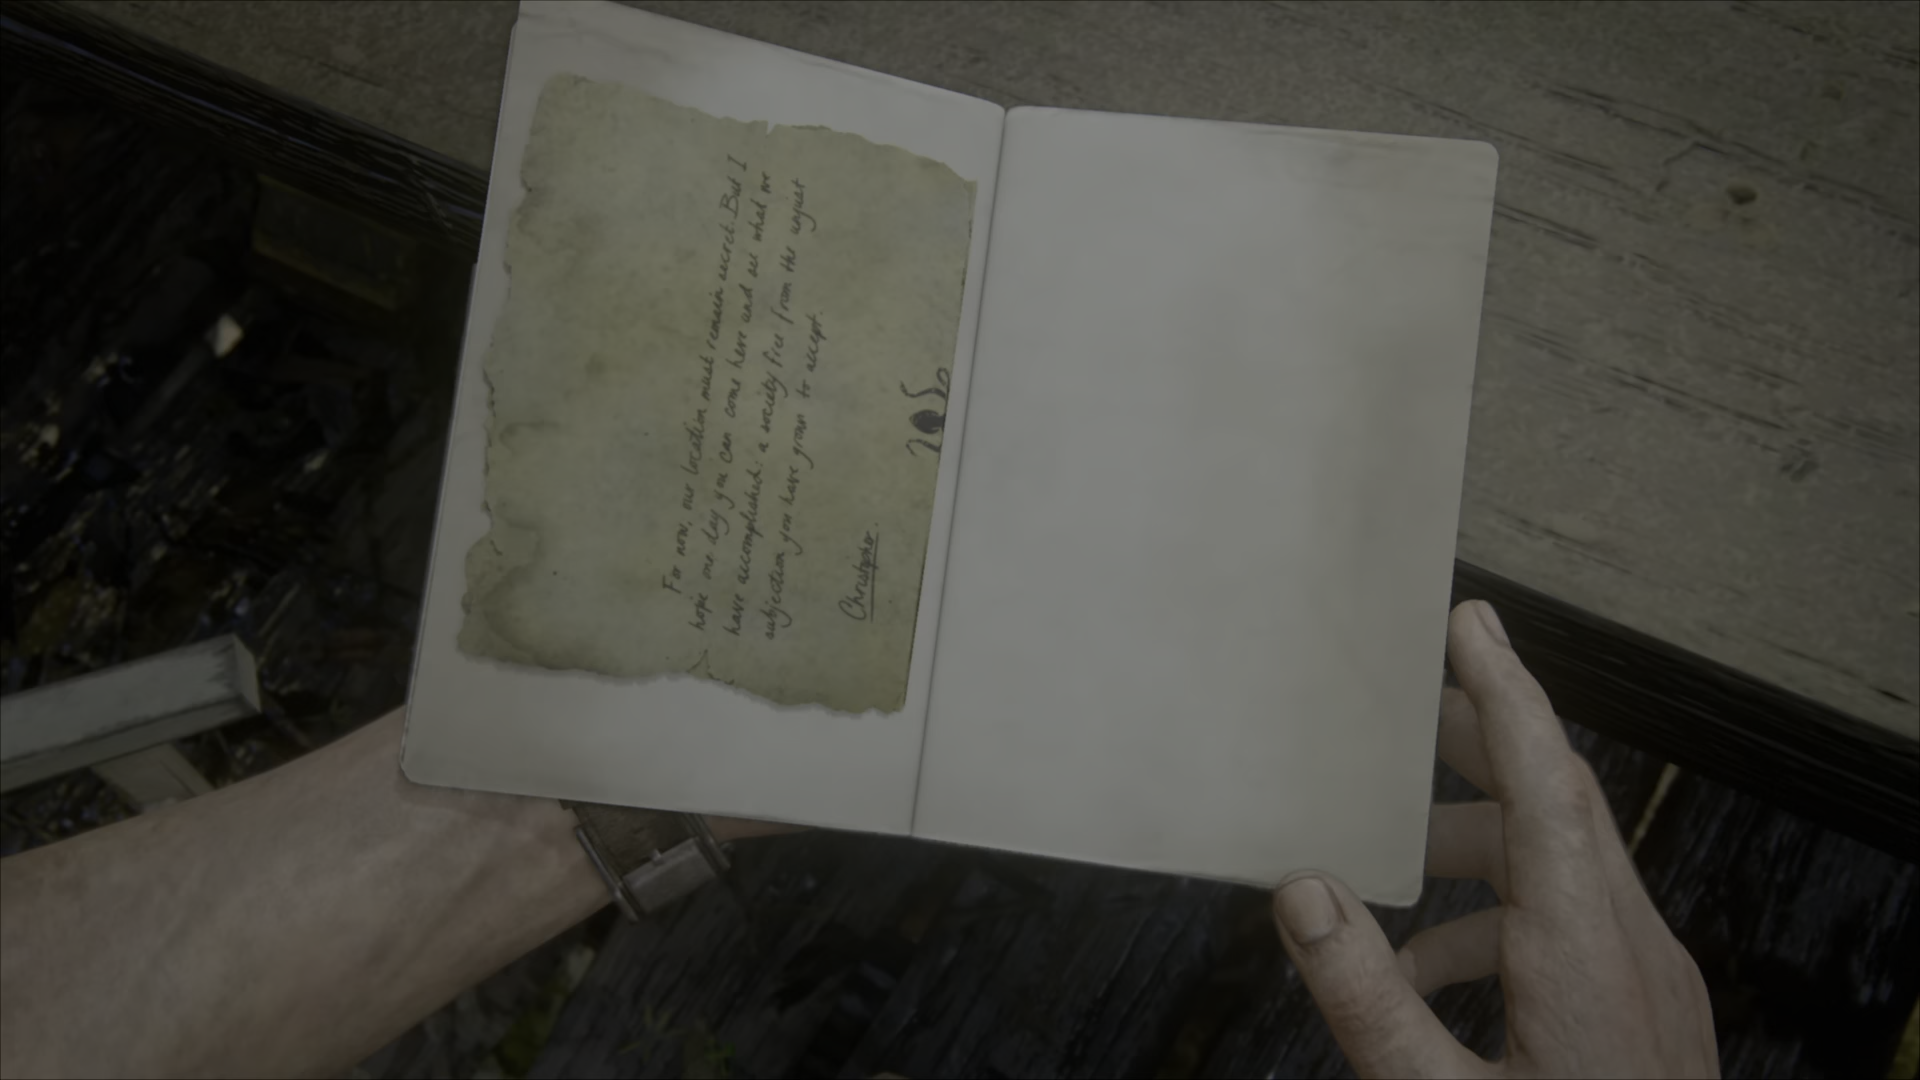 For now, our location must remain secret. But I
hope one day you can come here and see what we
have accomplished: a society free from the unjust
subjection you have grown to accept.
Christopher.